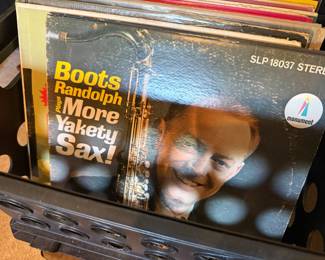 SLP 18037 STERE
Boots
Randolph
plays
More
Yakety
Sax!
monument